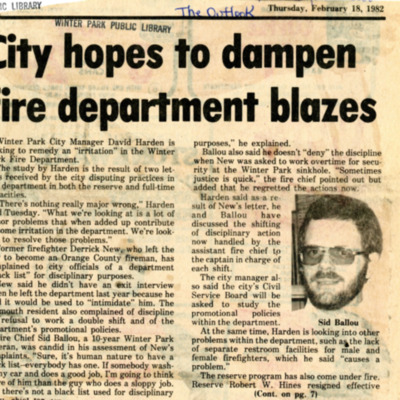 IC LIBRARY
WINTER PARK PUBLIC LIBRARY
The Outlook
Thursday, February 18, 1982
City hopes to dampen
fire department blazes
Winter Park City Manager David Harden is
king to remedy an "irritation" in the Winter
rk Fire Department.
The study by Harden is the result of two let-
s received by the city disputing practices in
department in both the reserve and full-time
acities.
"There's nothing really major wrong," Harden
d Tuesday. "What we're looking at is a lot of
or problems that when added up contribute
ome irritation in the department. We're look-
to resolve those problems."
ormer firefighter Derrick New, who left the
y to become an Orange County fireman, has
plained to city officials of a department
ck list" for disciplinary purposes.
New said he didn't have an exit interview
en he left the department last year because he
d it would be used to "intimidate" him. The
mouth resident also complained of discipline
refusal to work a double shift and of the
artment's promotional policies.
ire Chief Sid Ballou, a 10-year Winter Park
eran, was candid in his assessment of New's
plaints. "Sure, it's human nature to have a
ck list–everybody has one. If somebody wash-
my car and does a good job, I'm going to think
re of him than the guy who does a sloppy job.
there's not a black list used for disciplinary
purposes," he explained.
Ballou also said he doesn't "deny" the discipline
when New was asked to work overtime for secu-
rity at the Winter Park sinkhole. "Sometimes
justice is quick," the fire chief pointed out but
added that he regretted the actions now.
Harden said as a re-
sult of New's letter, he
and Ballou have
discussed the shifting
of disciplinary action
now handled by the
assistant fire chief to
the captain in charge of
each shift.
The city manager al-
so said the city's Civil
Service Board will be
asked to study the
promotional policies
within the department.
Sid Ballou
At the same time, Harden is looking into other
problems within the department, such as the lack
of separate restroom facilities for male and
female firefighters, which he said "causes a
problem."
The reserve program has also come under fire.
Reserve Robert W. Hines resigned effective
(Cont. on pg. 7)